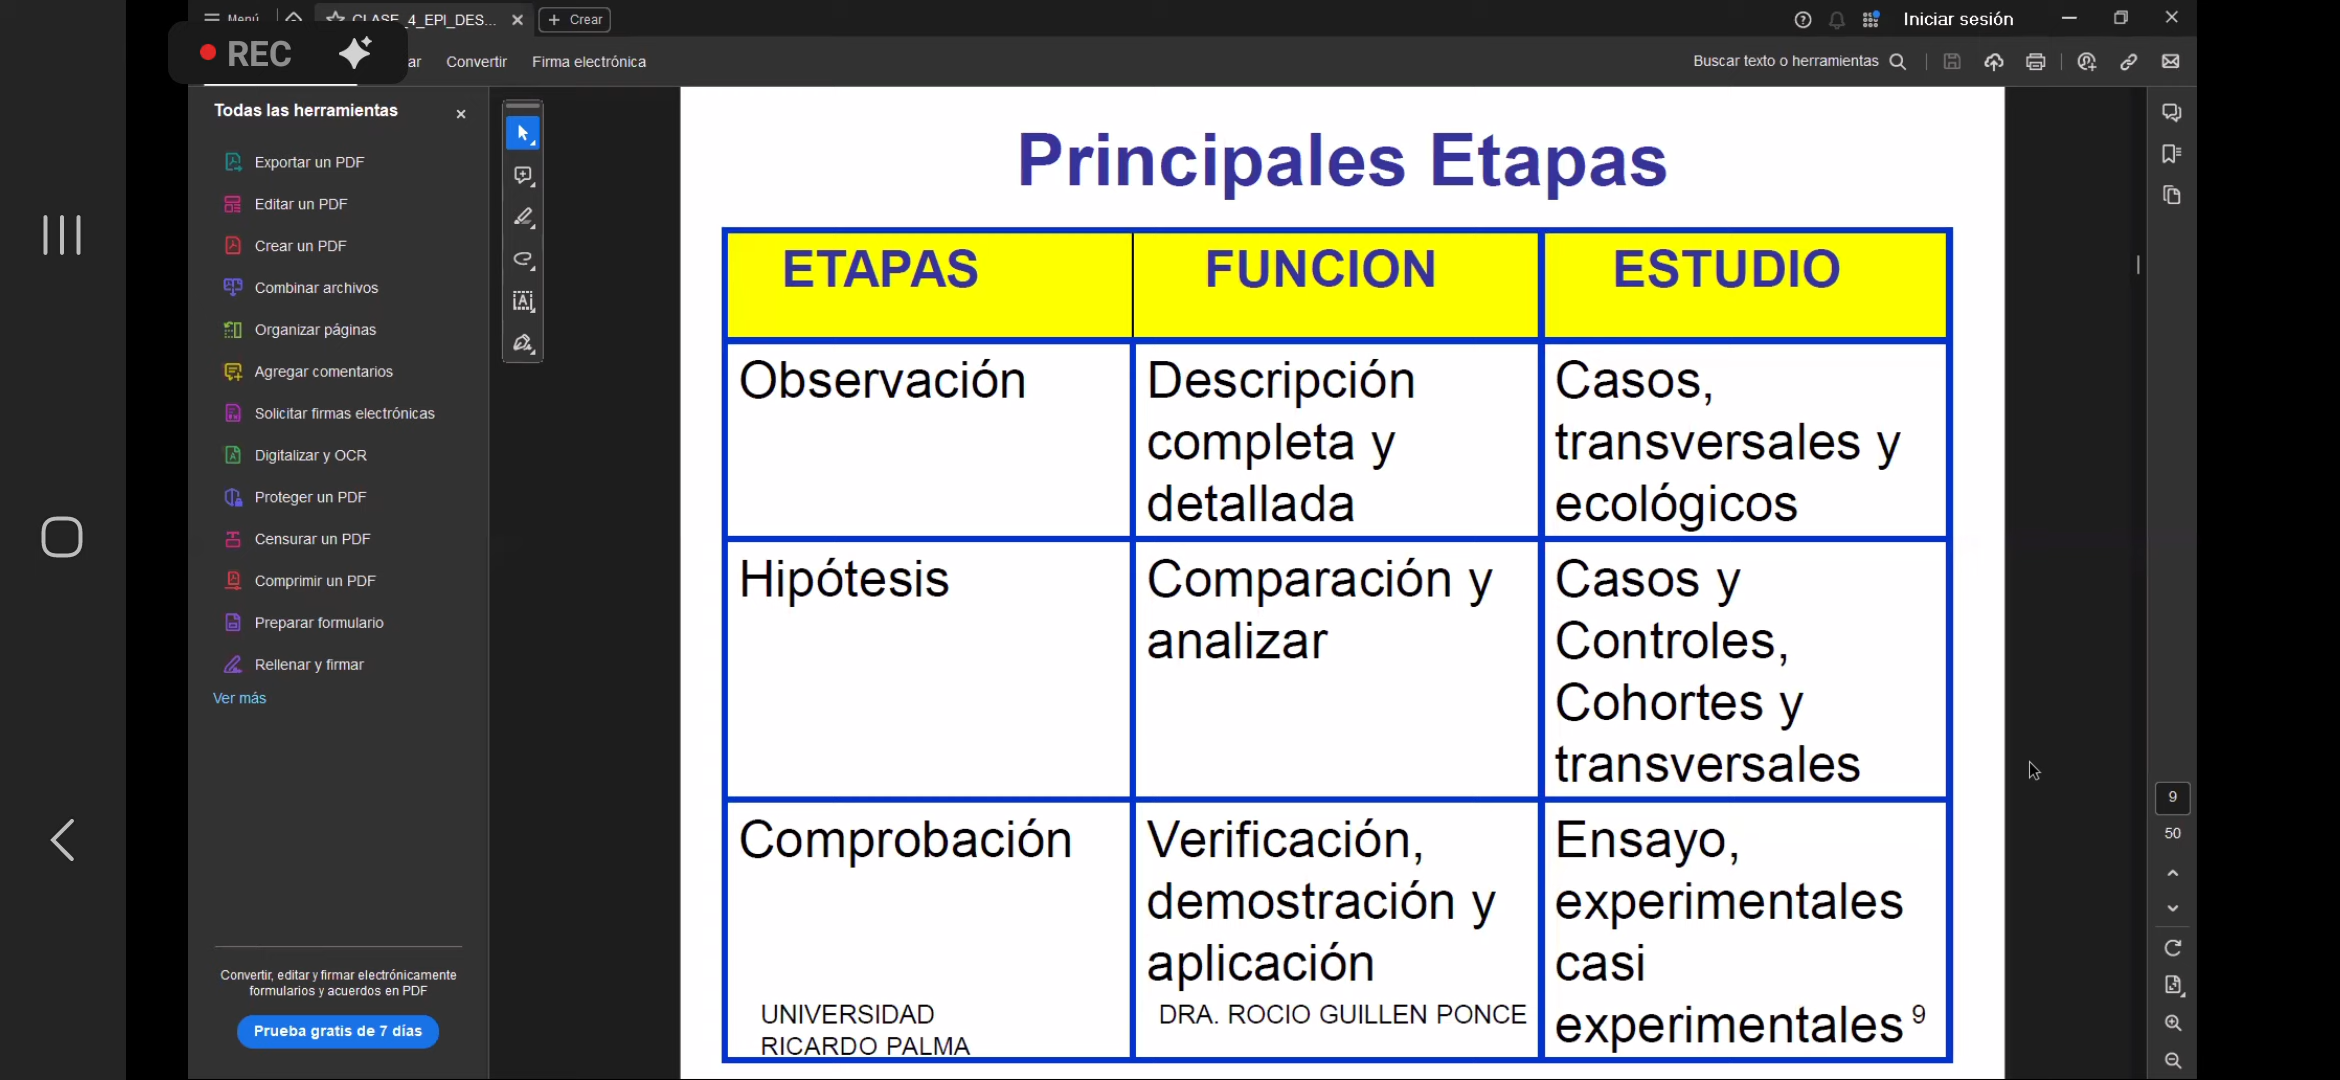 Menú
CLASE_4_EPI_DES...
Crear
Iniciar sesión
REC
ar
Convertir
Firma electrónica
Buscar texto o herramientas
Todas las herramientas
Exportar un PDF
Editar un PDF
Crear un PDF
Combinar archivos
Organizar páginas
Agregar comentarios
Solicitar firmas electrónicas
Digitalizar y OCR
Proteger un PDF
Censurar un PDF
Comprimir un PDF
Preparar formulario
Rellenar y firmar
Ver más
Convertir, editar y firmar electrónicamente
formularios y acuerdos en PDF
Prueba gratis de 7 días
Principales Etapas
ETAPAS
FUNCION
ESTUDIO
Observación
Descripción
completa y
detallada
Casos,
transversales y
ecológicos
Hipótesis
Comparación y
analizar
Casos y
Controles,
Cohortes y
transversales
Comprobación
Verificación,
demostración y
aplicación
Ensayo,
experimentales
casi
experimentales
UNIVERSIDAD
RICARDO PALMA
DRA. ROCIO GUILLEN PONCE
9
9
50